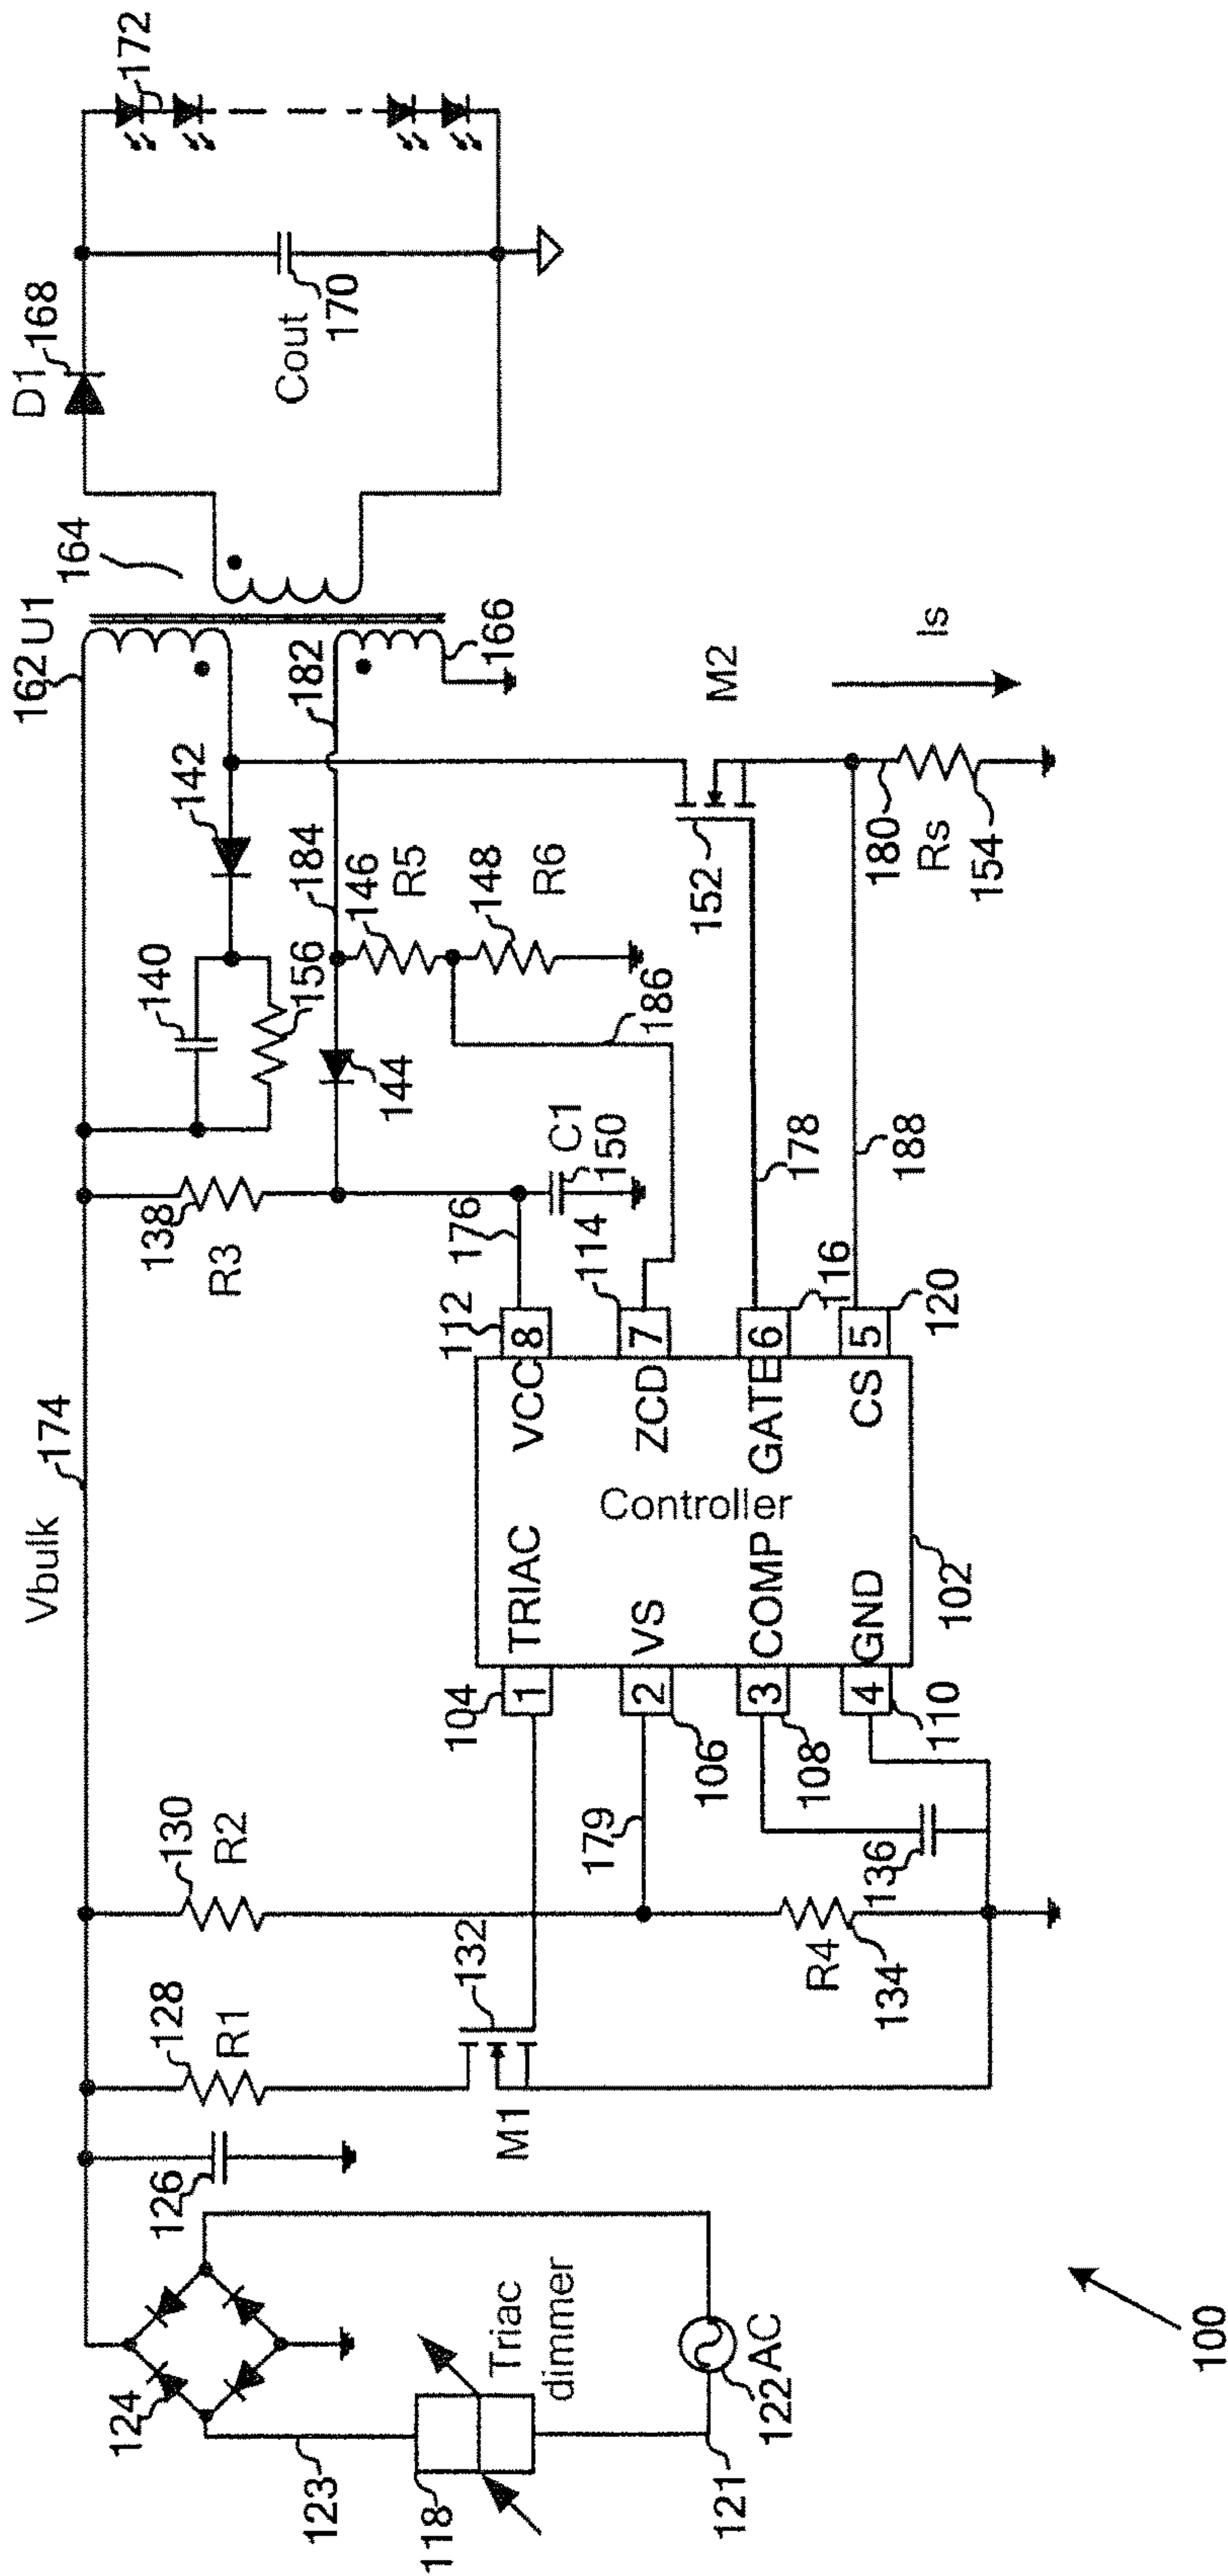 Vbulk
174
162
U1
164
D1
168
172
142
140
156
138
R3
182
184
146
R5
148
R6
144
166
Cout
170
130
R2
128
R1
126
124
123
118
Triac
dimmer
121
122
AC
M1
132
179
R4
134
136
104
1
TRIAC
106
2
VS
108
3
COMP
110
4
GND
Controller
102
112
8
VCC
114
7
ZCD
116
6
GATE
120
5
CS
176
C1
150
186
178
188
152
M2
180
Rs
154
Is
100